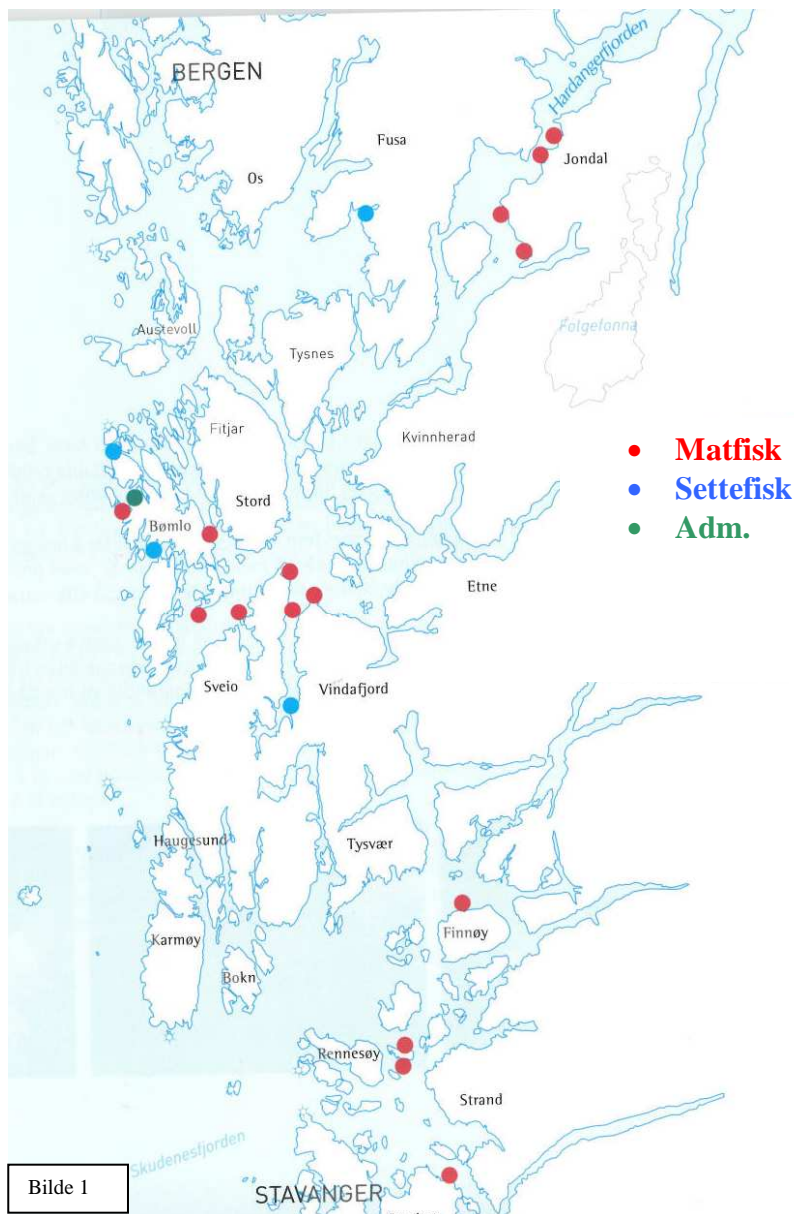 BERGEN
Hardangerfjorden
Fusa
Jondal
Os
Folgefonna
Austevoll
Tysnes
Fitjar
Kvinnherad
• Matfisk
Stord
• Settefisk
Bømlo
• Adm.
Etne
Sveio
Vindafjord
Haugesund
Tysvær
Finnøy
Karmøy
Bokn
Rennesøy
Strand
Skudenesfjorden
Bilde 1
STAVANGER